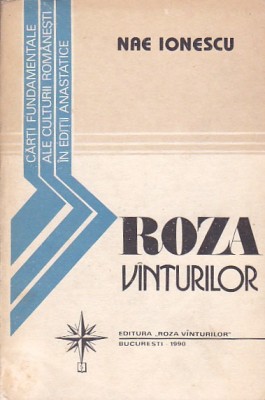 NAE IONESCU
CĂRȚI FUNDAMENTALE
ALE CULTURII ROMÂNEȘTI
ÎN EDIȚII ANASTATICE
ROZA
VÎNTURILOR
EDITURA „ROZA VÎNTURILOR"
BUCUREȘTI - 1990